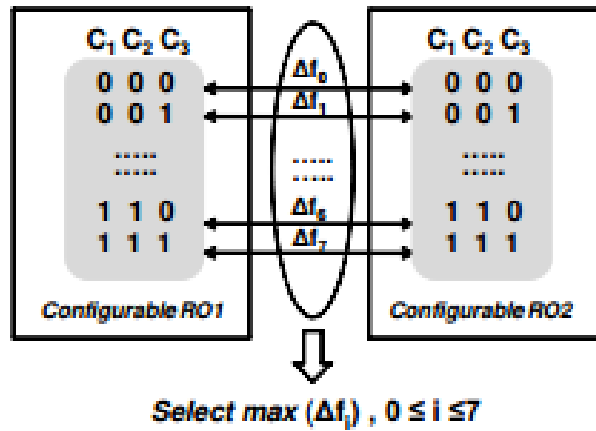 C₁ C₂ C₃
0 0 0
0 0 1
.....
.....
1 1 0
1 1 1
Configurable RO1
Δf₀
Δf₁
.....
.....
Δf₆
Δf₇
C₁ C₂ C₃
0 0 0
0 0 1
.....
.....
1 1 0
1 1 1
Configurable RO2
Select max (Δfᵢ) , 0 ≤ i ≤7